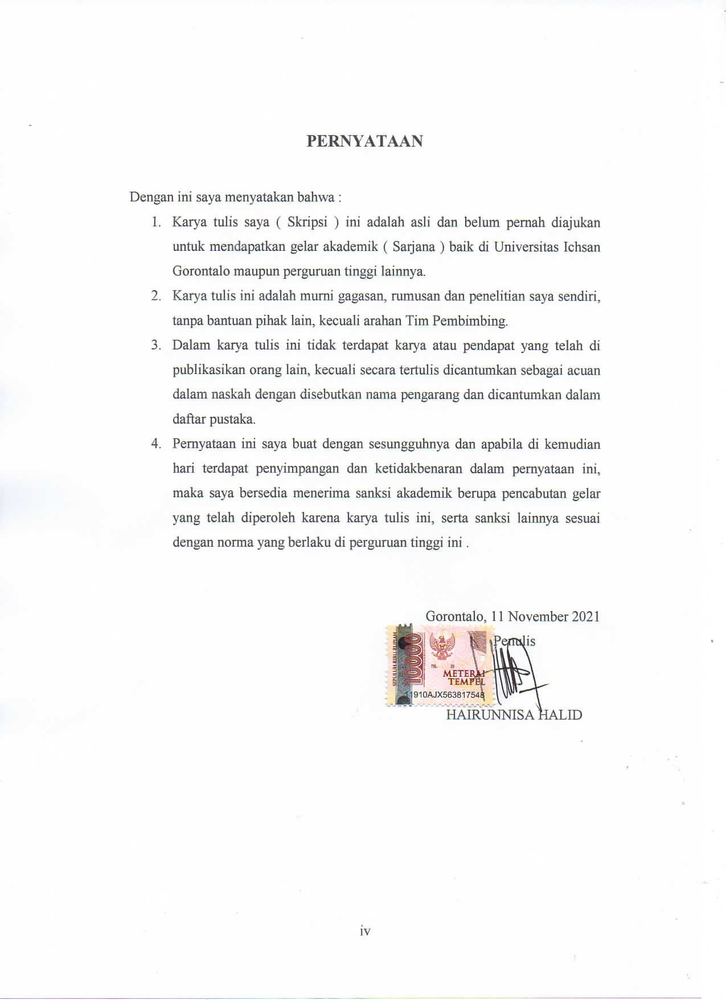 PERNYATAAN
Dengan ini saya menyatakan bahwa :
1. Karya tulis saya ( Skripsi ) ini adalah asli dan belum pernah diajukan
untuk mendapatkan gelar akademik ( Sarjana ) baik di Universitas Ichsan
Gorontalo maupun perguruan tinggi lainnya.
2. Karya tulis ini adalah murni gagasan, rumusan dan penelitian saya sendiri,
tanpa bantuan pihak lain, kecuali arahan Tim Pembimbing.
3. Dalam karya tulis ini tidak terdapat karya atau pendapat yang telah di
publikasikan orang lain, kecuali secara tertulis dicantumkan sebagai acuan
dalam naskah dengan disebutkan nama pengarang dan dicantumkan dalam
daftar pustaka.
4. Pernyataan ini saya buat dengan sesungguhnya dan apabila di kemudian
hari terdapat penyimpangan dan ketidakbenaran dalam pernyataan ini,
maka saya bersedia menerima sanksi akademik berupa pencabutan gelar
yang telah diperoleh karena karya tulis ini, serta sanksi lainnya sesuai
dengan norma yang berlaku di perguruan tinggi ini .
Gorontalo, 11 November 2021
Penulis
SEPULUH RIBU RUPIAH
10000
TGL. 20
METERAI
TEMPEL
11910AJX563817548
HAIRUNNISA HALID
iv